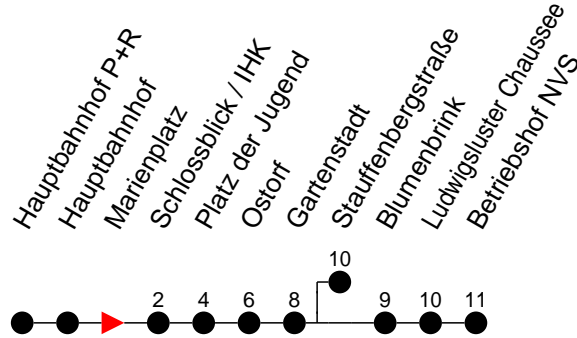 Hauptbahnhof P+R
Hauptbahnhof
Marienplatz
Schlossblick / IHK
Platz der Jugend
Ostorf
Gartenstadt
Stauffenbergstraße
Blumenbrink
Ludwigsluster Chaussee
Betriebshof NVS
10
2 4 6 8 9 10 11